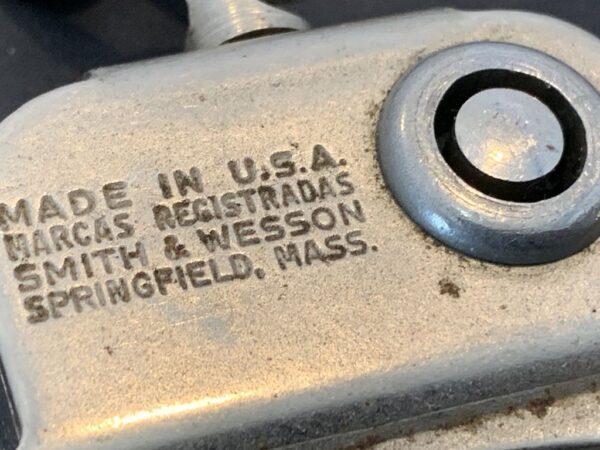 MADE IN U.S.A.
MARCAS REGISTRADAS
SMITH & WESSON
SPRINGFIELD, MASS.